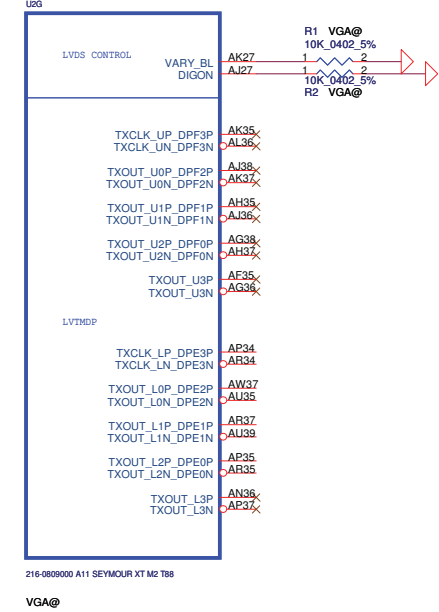 U2G
R1 VGA@
10K_0402_5%
LVDS CONTROL
VARY_BL AK27 1 2
DIGON AJ27 1 2
10K_0402_5%
R2 VGA@
TXCLK_UP_DPF3P AK35
TXCLK_UN_DPF3N AL36
TXOUT_U0P_DPF2P AJ38
TXOUT_U0N_DPF2N AK37
TXOUT_U1P_DPF1P AH35
TXOUT_U1N_DPF1N AJ36
TXOUT_U2P_DPF0P AG38
TXOUT_U2N_DPF0N AH37
TXOUT_U3P AF35
TXOUT_U3N AG36
LVTMDP
TXCLK_LP_DPE3P AP34
TXCLK_LN_DPE3N AR34
TXOUT_L0P_DPE2P AW37
TXOUT_L0N_DPE2N AU35
TXOUT_L1P_DPE1P AR37
TXOUT_L1N_DPE1N AU39
TXOUT_L2P_DPE0P AP35
TXOUT_L2N_DPE0N AR35
TXOUT_L3P AN36
TXOUT_L3N AP37
216-0809000 A11 SEYMOUR XT M2 T88
VGA@